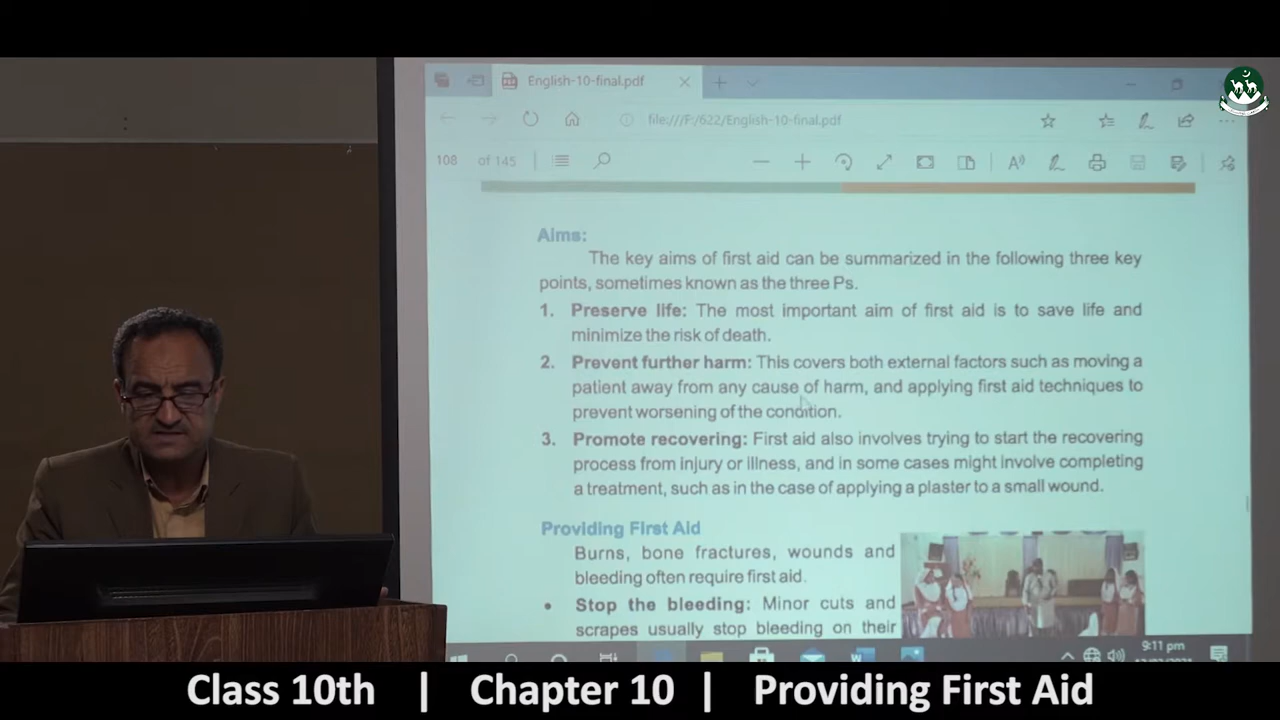 English-10-final.pdf
file:///F:/622/English-10-final.pdf
108 of 145
Aims:
The key aims of first aid can be summarized in the following three key
points, sometimes known as the three Ps.
1. Preserve life: The most important aim of first aid is to save life and
minimize the risk of death.
2. Prevent further harm: This covers both external factors such as moving a
patient away from any cause of harm, and applying first aid techniques to
prevent worsening of the condition.
3. Promote recovering: First aid also involves trying to start the recovering
process from injury or illness, and in some cases might involve completing
a treatment, such as in the case of applying a plaster to a small wound.
Providing First Aid
Burns, bone fractures, wounds and
bleeding often require first aid.
• Stop the bleeding: Minor cuts and
scrapes usually stop bleeding on their
9:11 pm
Class 10th | Chapter 10 | Providing First Aid